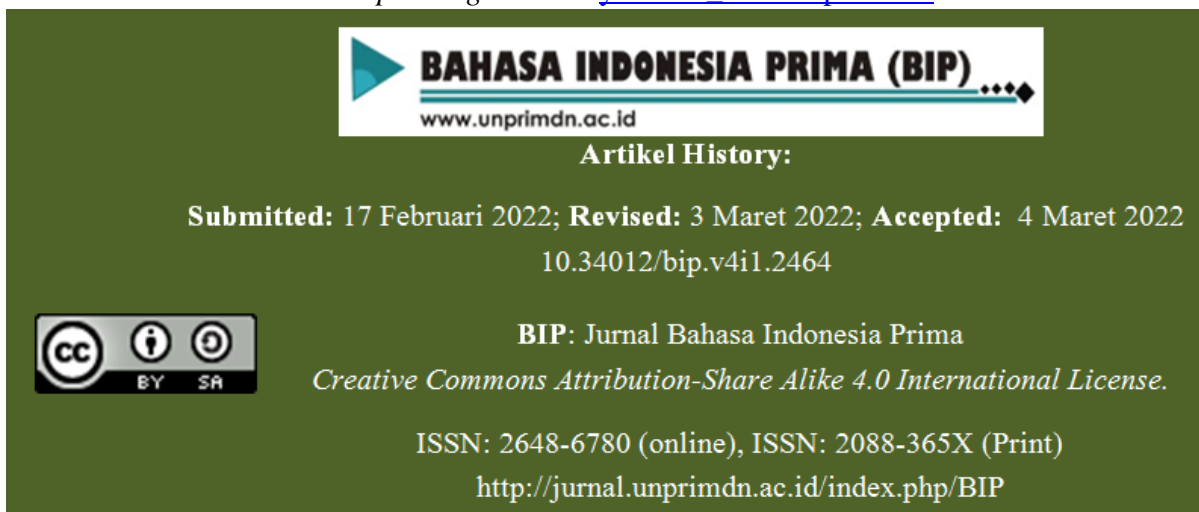 BAHASA INDONESIA PRIMA (BIP)
www.unprimdn.ac.id
Artikel History:
Submitted: 17 Februari 2022; Revised: 3 Maret 2022; Accepted: 4 Maret 2022
10.34012/bip.v4i1.2464
BIP: Jurnal Bahasa Indonesia Prima
Creative Commons Attribution-Share Alike 4.0 International License.
cc BY SA
ISSN: 2648-6780 (online), ISSN: 2088-365X (Print)
http://jurnal.unprimdn.ac.id/index.php/BIP